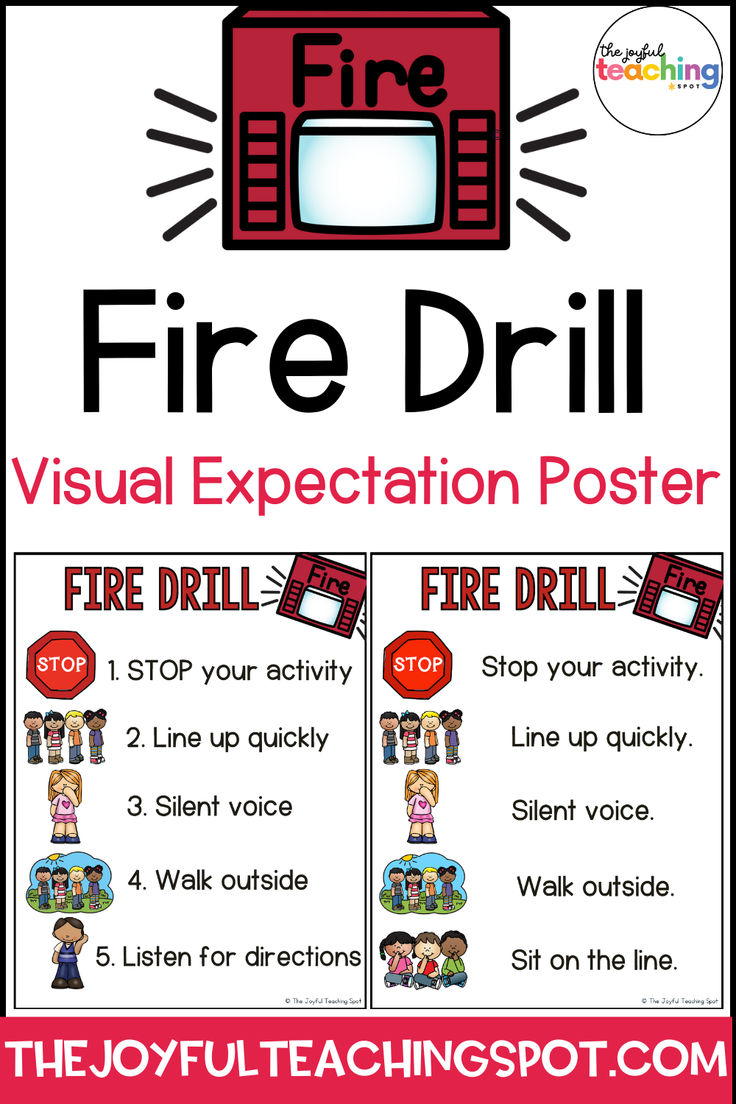 Fire
the joyful
teaching
SPOT
Fire Drill
Visual Expectation Poster
FIRE DRILL
Fire
STOP
1. STOP your activity
2. Line up quickly
3. Silent voice
4. Walk outside
5. Listen for directions
© The Joyful Teaching Spot
FIRE DRILL
Fire
STOP
Stop your activity.
Line up quickly.
Silent voice.
Walk outside.
Sit on the line.
© The Joyful Teaching Spot
THEJOYFULTEACHINGSPOT.COM